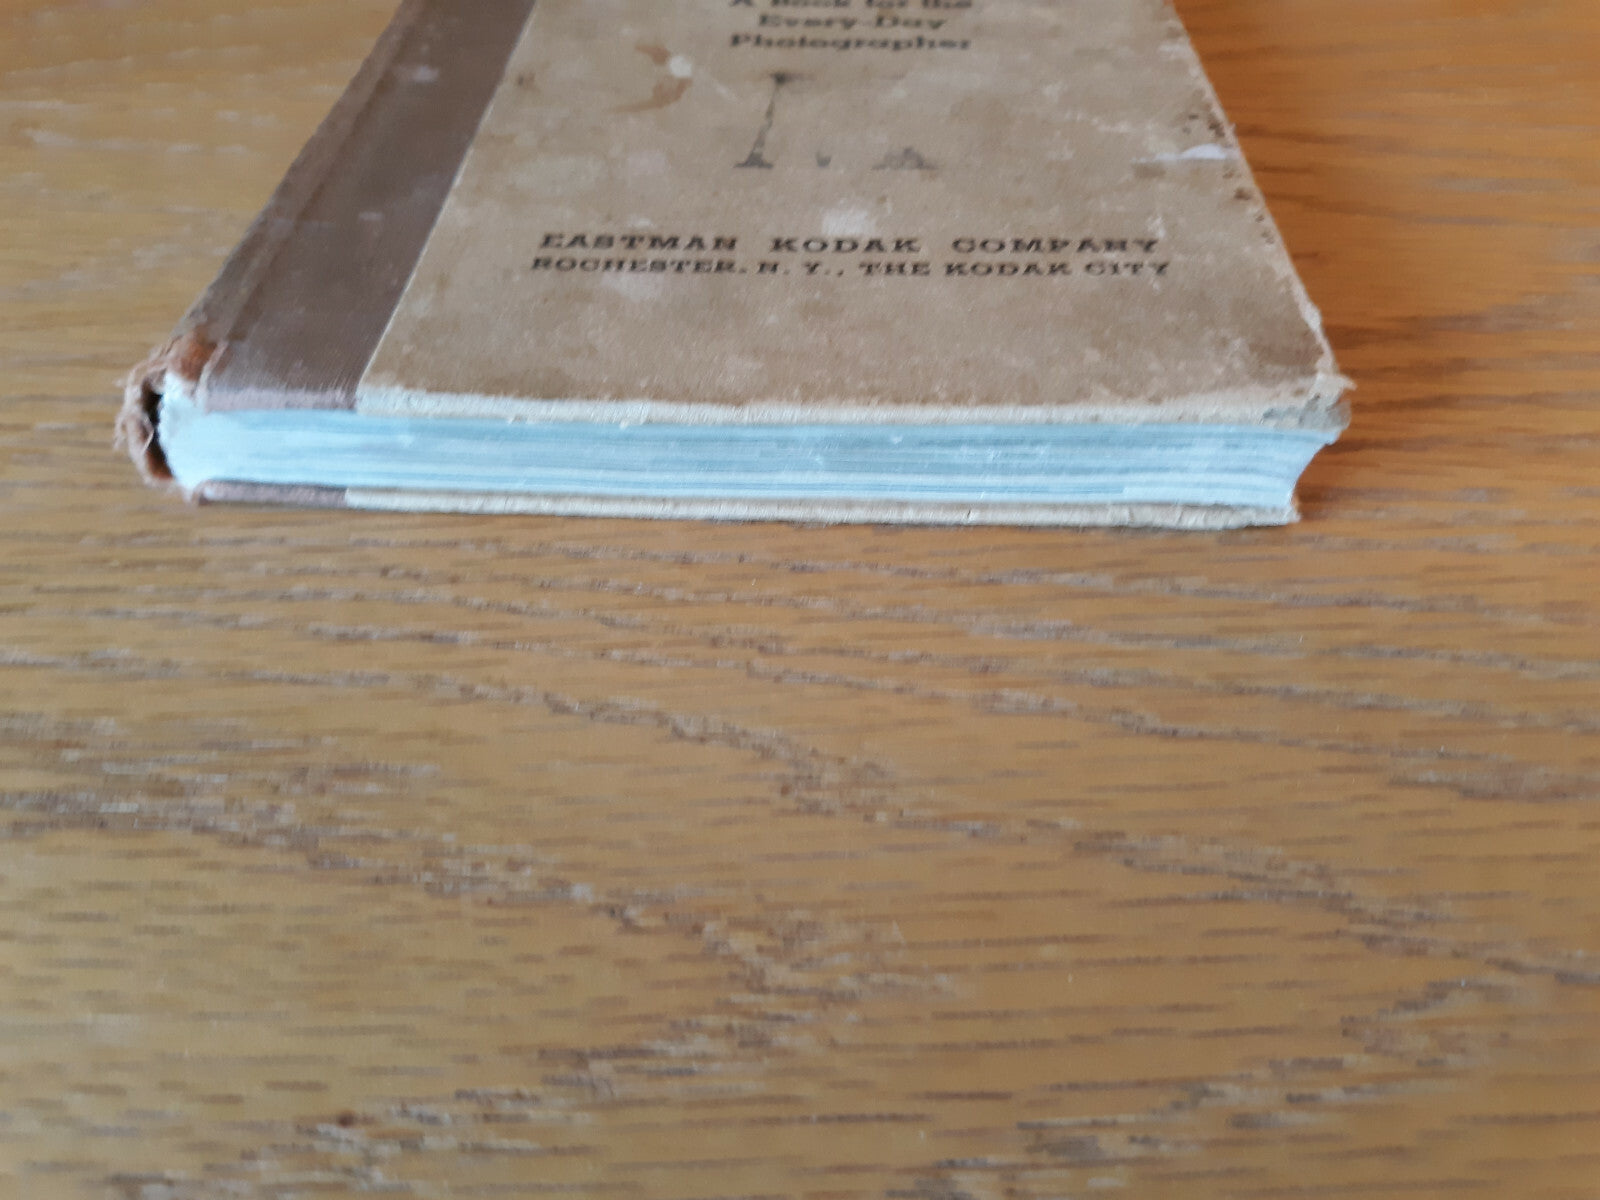 A Book for the
Every-Day
Photographer
EASTMAN KODAK COMPANY
ROCHESTER, N. Y., THE KODAK CITY